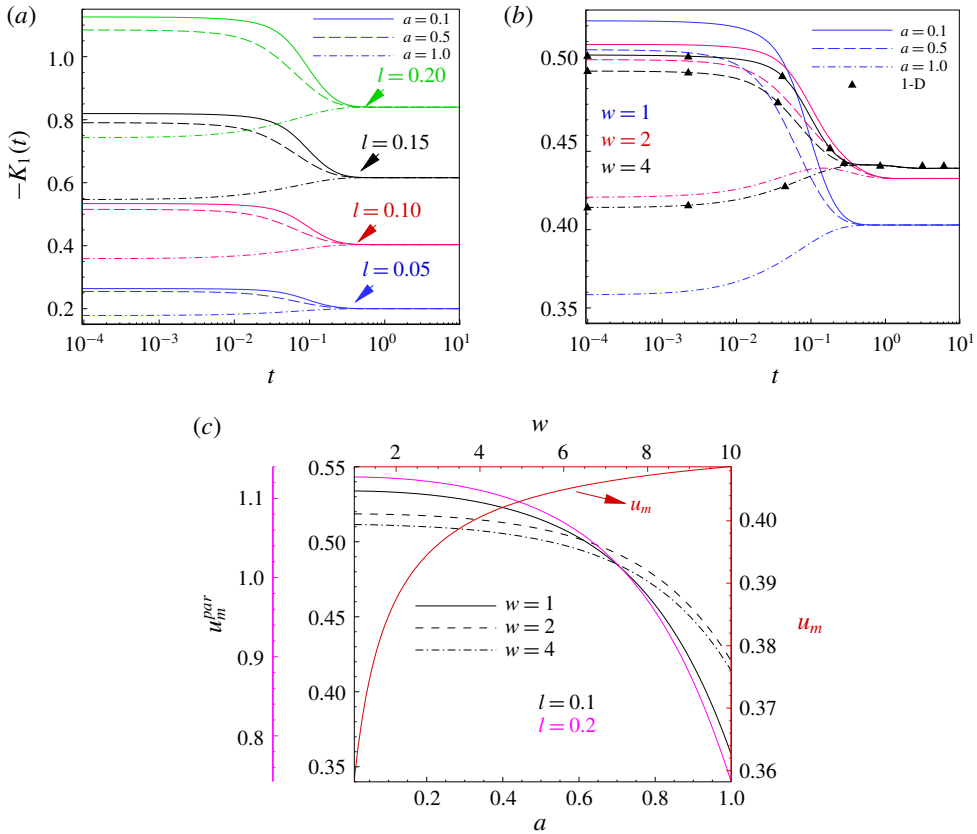 (a)
a = 0.1
a = 0.5
a = 1.0
l = 0.20
l = 0.15
l = 0.10
l = 0.05
1.0
0.8
0.6
0.4
0.2
−K₁(t)
10⁻⁴ 10⁻³ 10⁻² 10⁻¹ 10⁰ 10¹
t
(b)
a = 0.1
a = 0.5
a = 1.0
1-D
w = 1
w = 2
w = 4
0.50
0.45
0.40
0.35
10⁻⁴ 10⁻³ 10⁻² 10⁻¹ 10⁰ 10¹
t
(c)
w
2 4 6 8 10
1.1
1.0
0.9
0.8
u_m^par
0.55
0.50
0.45
0.40
0.35
u_m
w = 1
w = 2
w = 4
l = 0.1
l = 0.2
0.40
0.39
0.38
0.37
0.36
u_m
0.2 0.4 0.6 0.8 1.0
a